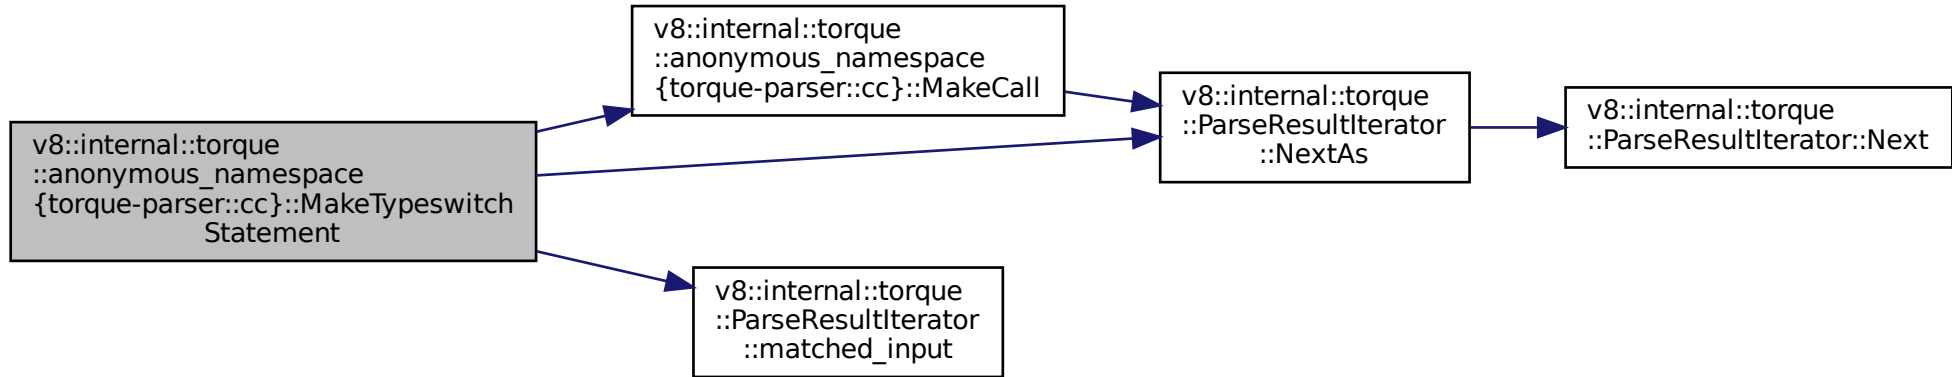 v8::internal::torque
::anonymous_namespace
{torque-parser::cc}::MakeTypeswitch
Statement
v8::internal::torque
::anonymous_namespace
{torque-parser::cc}::MakeCall
v8::internal::torque
::ParseResultIterator
::matched_input
v8::internal::torque
::ParseResultIterator
::NextAs
v8::internal::torque
::ParseResultIterator::Next